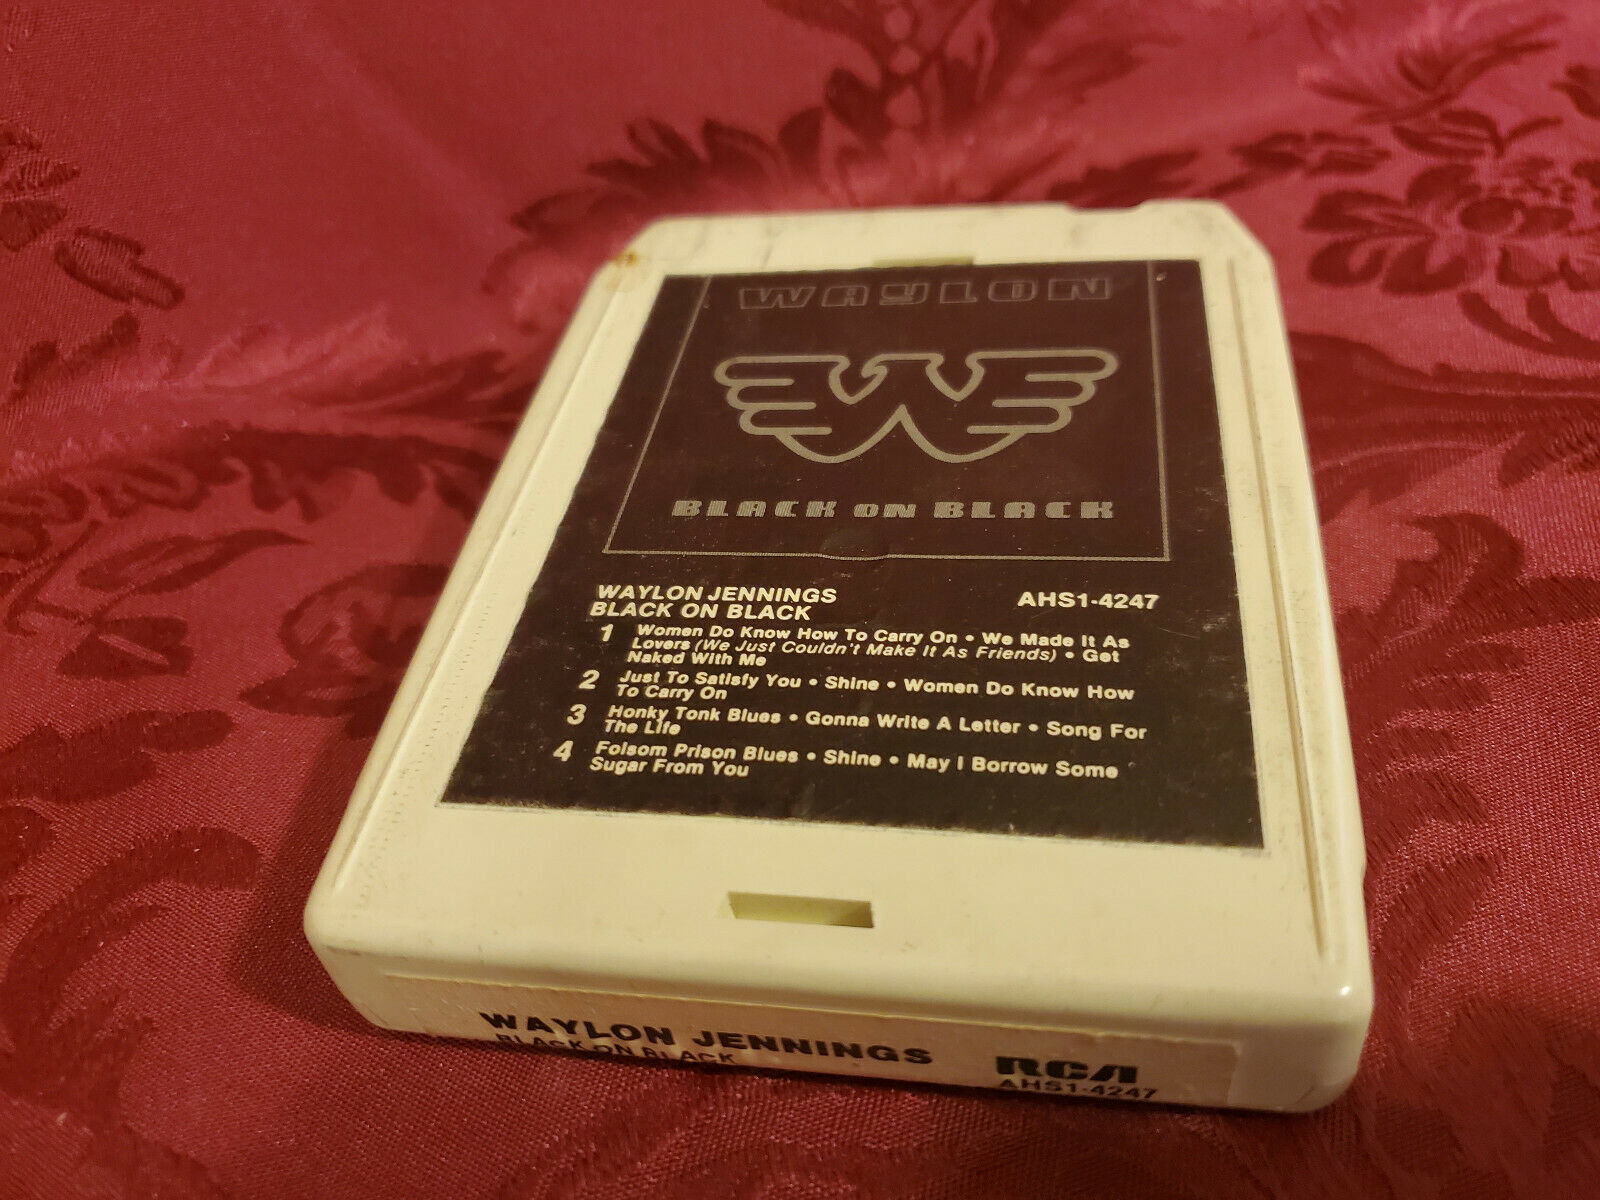 WAYLON
BLACK ON BLACK
WAYLON JENNINGS AHS1-4247
BLACK ON BLACK
1 Women Do Know How To Carry On • We Made It As
Lovers (We Just Couldn't Make It As Friends) • Get
Naked With Me
2 Just To Satisfy You • Shine • Women Do Know How
To Carry On
3 Honky Tonk Blues • Gonna Write A Letter • Song For
The Life
4 Folsom Prison Blues • Shine • May I Borrow Some
Sugar From You
WAYLON JENNINGS
BLACK ON BLACK
RCA
AHS1-4247